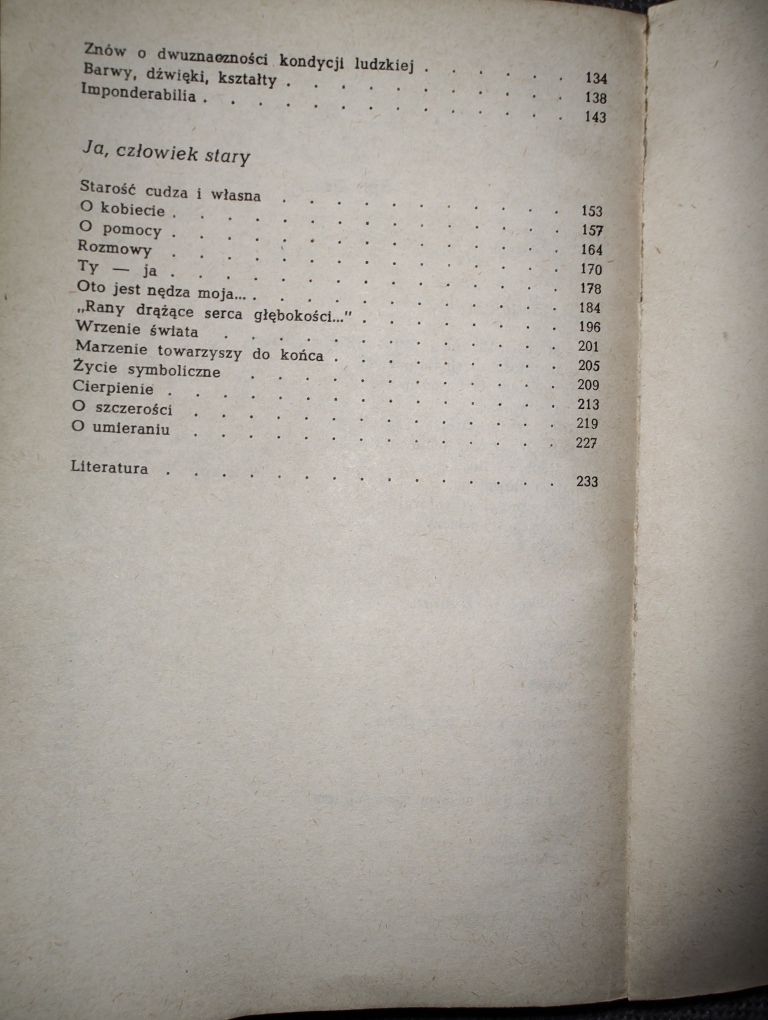 Znów o dwuznaczności kondycji ludzkiej . . . . . . 134
Barwy, dźwięki, kształty . . . . . . . . . . . 138
Imponderabilia . . . . . . . . . . . . . . 143
Ja, człowiek stary
Starość cudza i własna . . . . . . . . . . . 153
O kobiecie . . . . . . . . . . . . . . . 157
O pomocy . . . . . . . . . . . . . . . 164
Rozmowy . . . . . . . . . . . . . . . 170
Ty — ja . . . . . . . . . . . . . . . 178
Oto jest nędza moja... . . . . . . . . . . . . 184
„Rany drążące serca głębokości..." . . . . . . . . 196
Wrzenie świata . . . . . . . . . . . . . 201
Marzenie towarzyszy do końca . . . . . . . . . 205
Życie symboliczne . . . . . . . . . . . . 209
Cierpienie . . . . . . . . . . . . . . . 213
O szczerości . . . . . . . . . . . . . . 219
O umieraniu . . . . . . . . . . . . . . 227
Literatura . . . . . . . . . . . . . . . 233